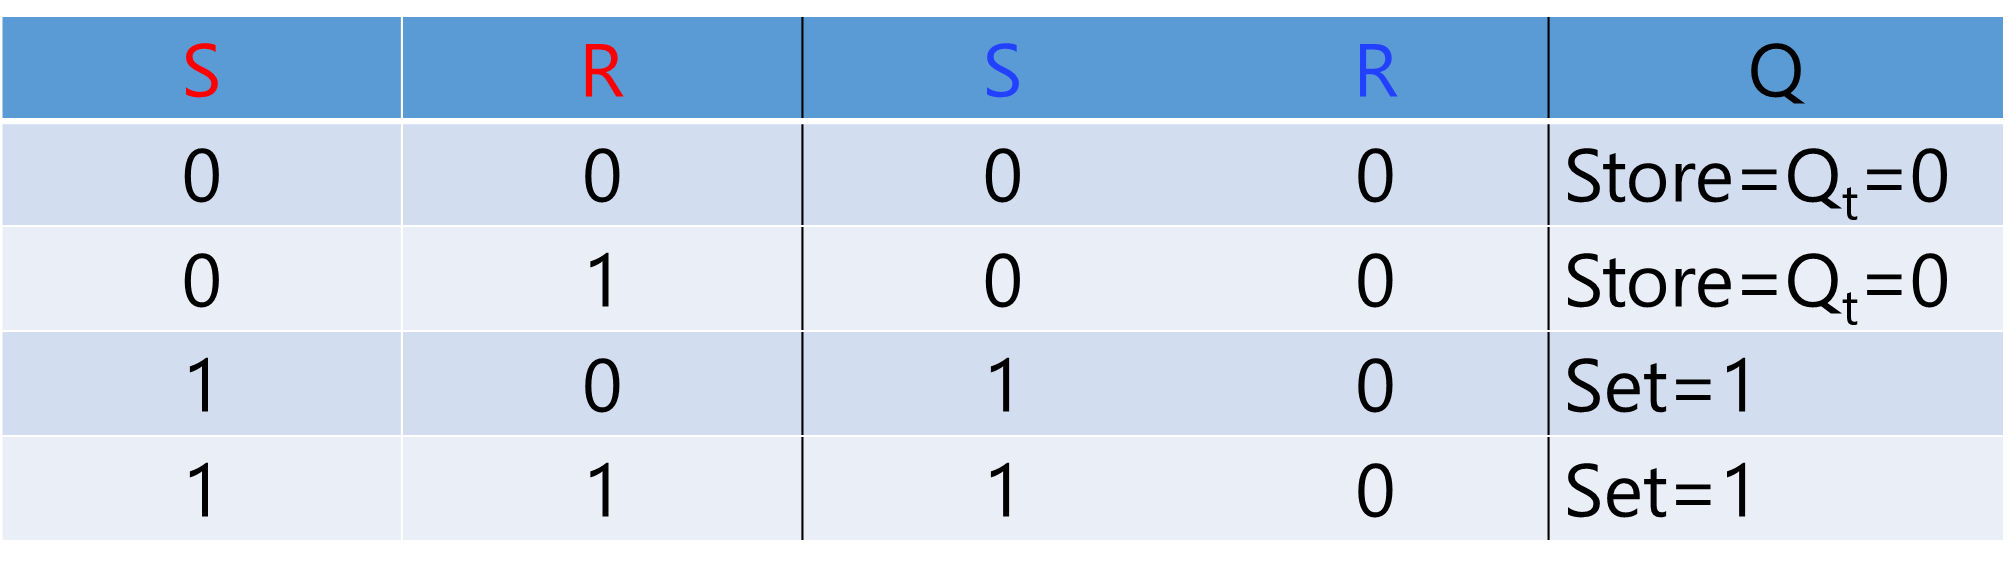 S R S R Q
0 0 0 0 Store=Qt=0
0 1 0 0 Store=Qt=0
1 0 1 0 Set=1
1 1 1 0 Set=1